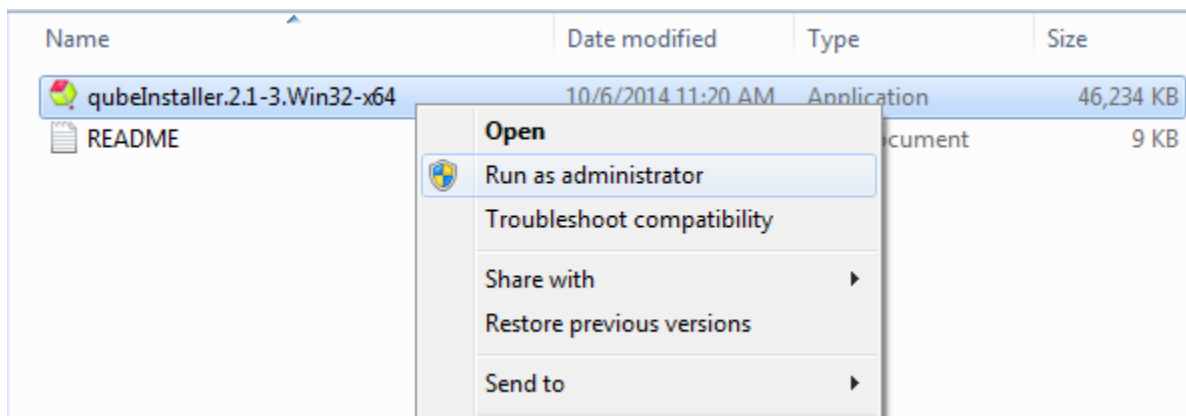 Name Date modified Type Size
qubeInstaller.2.1-3.Win32-x64 10/6/2014 11:20 AM Application 46,234 KB
README 9 KB
Open
Run as administrator
Troubleshoot compatibility
Share with
Restore previous versions
Send to